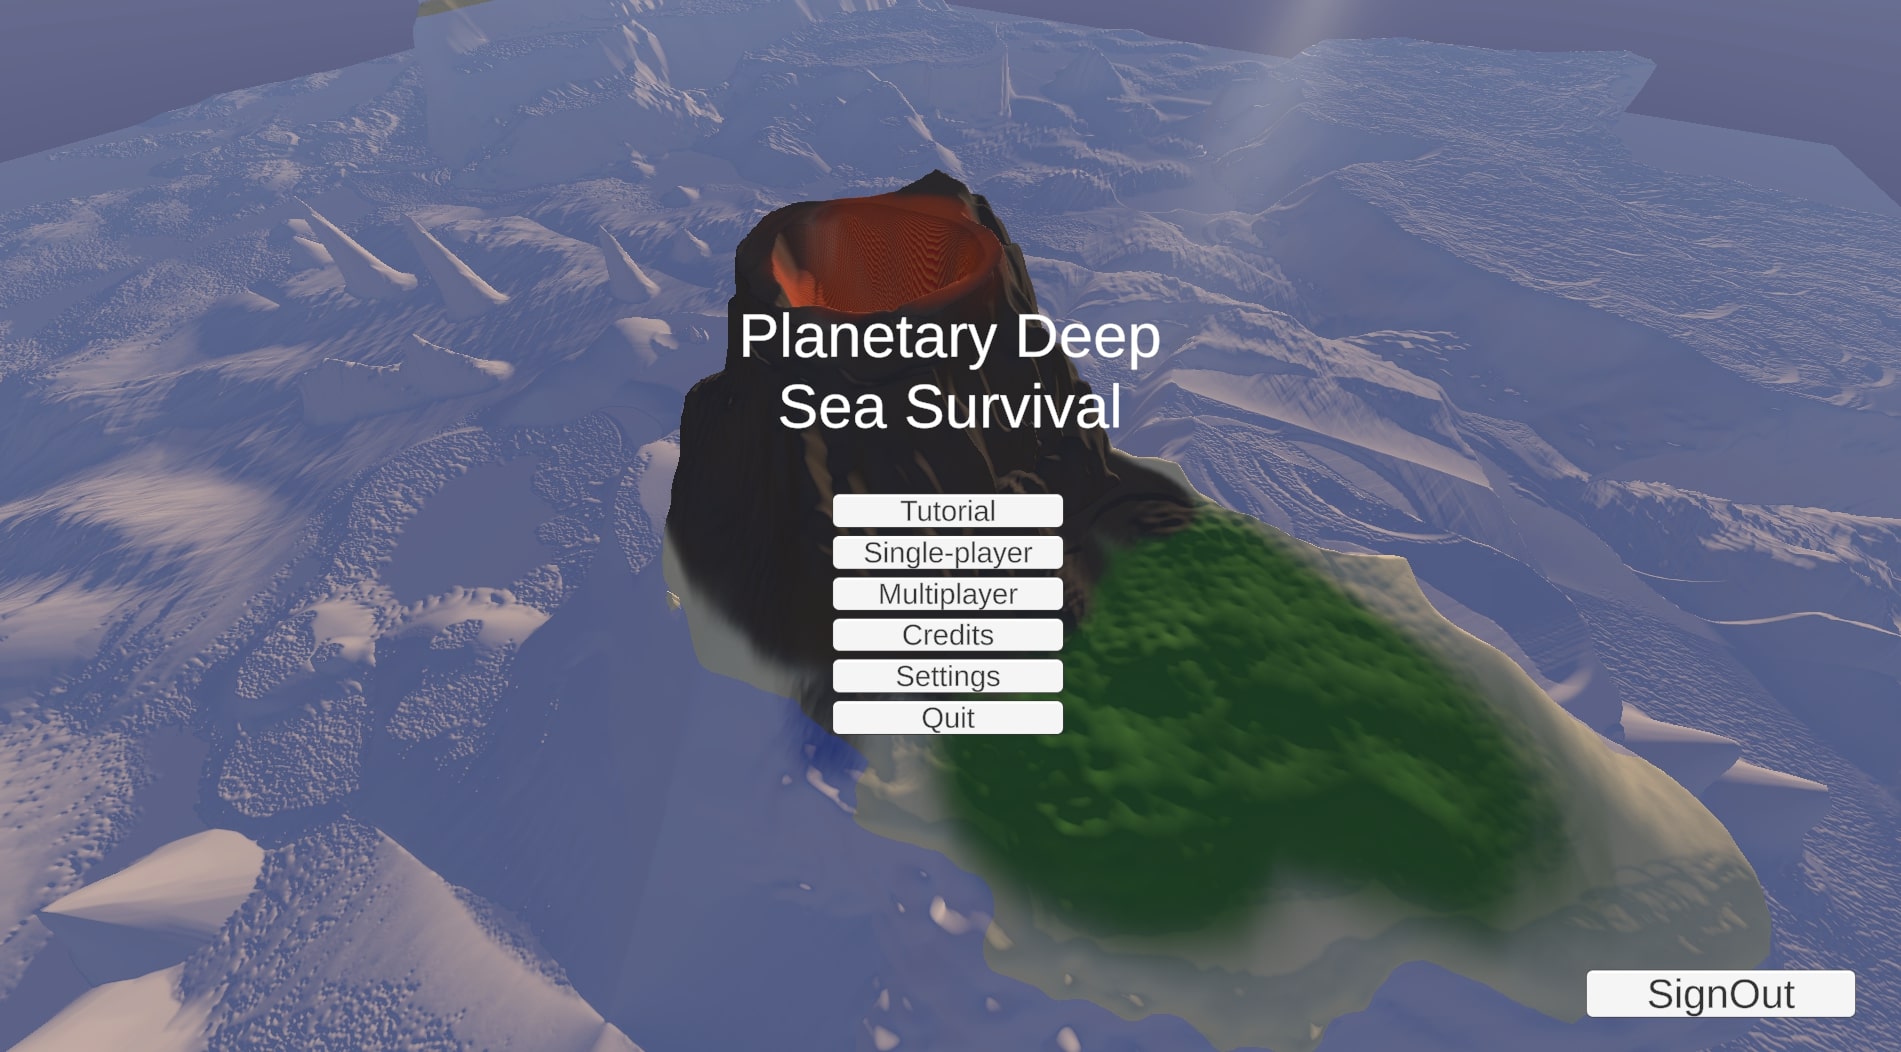 Planetary Deep
Sea Survival
Tutorial
Single-player
Multiplayer
Credits
Settings
Quit
SignOut